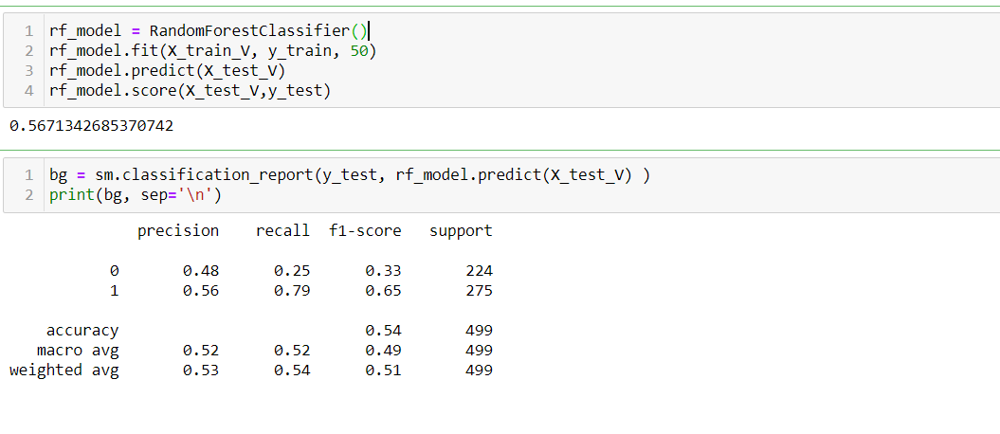 1 rf_model = RandomForestClassifier()
2 rf_model.fit(X_train_V, y_train, 50)
3 rf_model.predict(X_test_V)
4 rf_model.score(X_test_V,y_test)
0.5671342685370742
1 bg = sm.classification_report(y_test, rf_model.predict(X_test_V) )
2 print(bg, sep='\n')
precision recall f1-score support
0 0.48 0.25 0.33 224
1 0.56 0.79 0.65 275
accuracy 0.54 499
macro avg 0.52 0.52 0.49 499
weighted avg 0.53 0.54 0.51 499